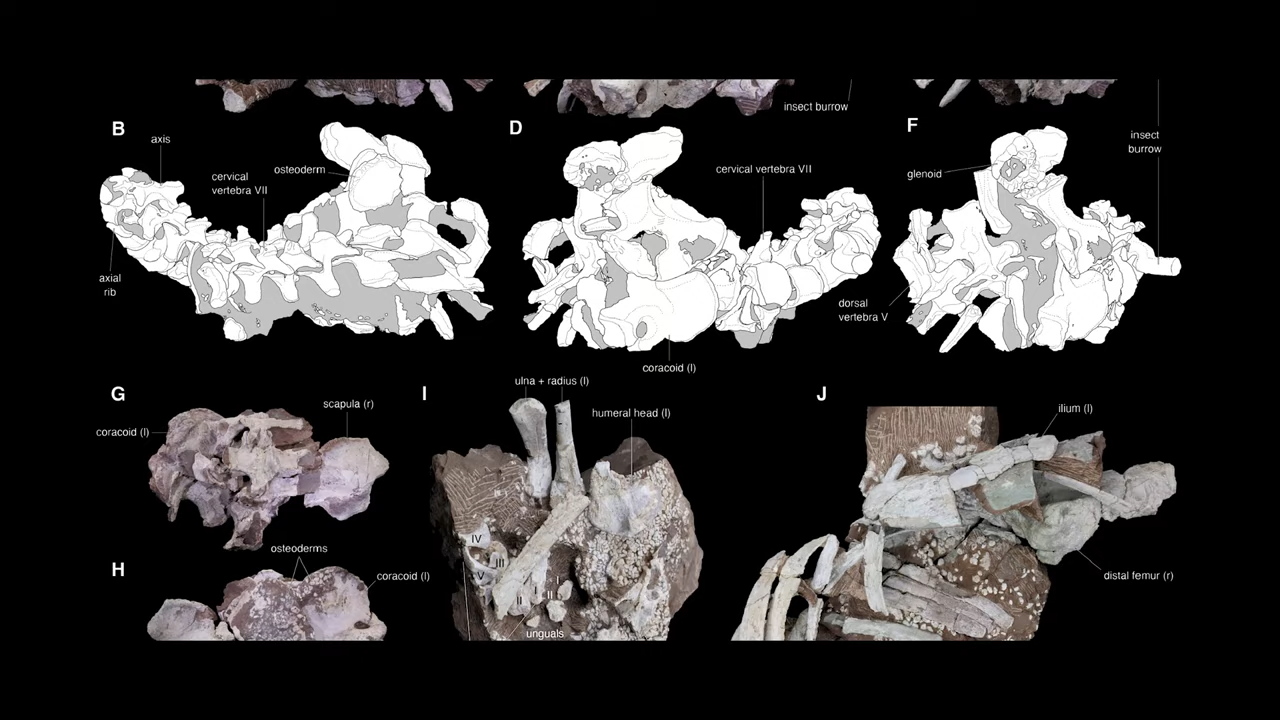 insect burrow
B
axis
cervical
vertebra VII
osteoderm
axial
rib
D
cervical vertebra VII
coracoid (l)
F
insect
burrow
glenoid
dorsal
vertebra V
G
scapula (r)
coracoid (l)
H
osteoderms
coracoid (l)
I
ulna + radius (l)
humeral head (l)
IV
III
V
I
II
I
II
unguals
J
ilium (l)
distal femur (r)